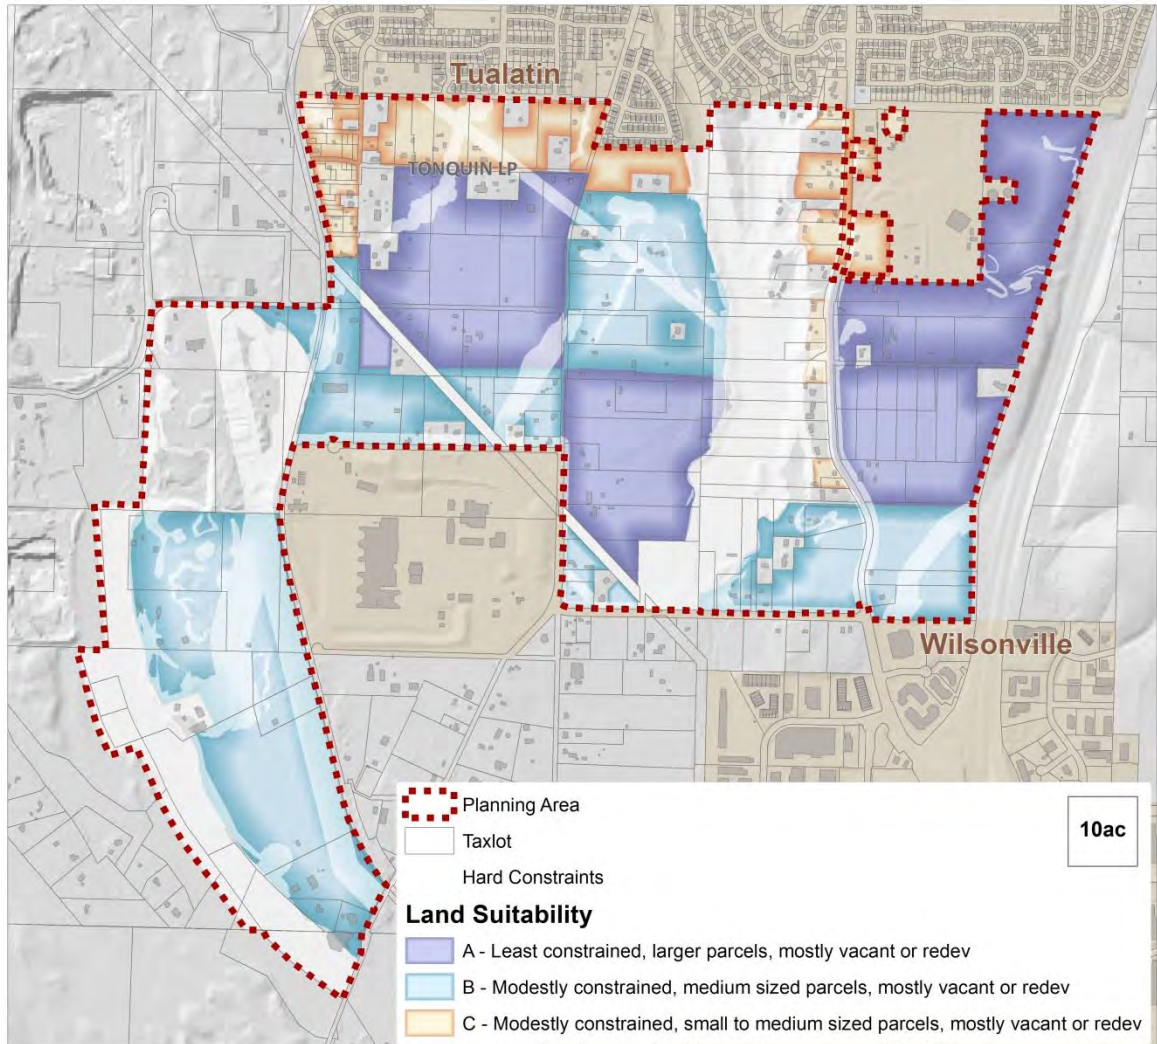 Tualatin
TONQUIN LP
Wilsonville
Planning Area
10ac
Taxlot
Hard Constraints
Land Suitability
A - Least constrained, larger parcels, mostly vacant or redev
B - Modestly constrained, medium sized parcels, mostly vacant or redev
C - Modestly constrained, small to medium sized parcels, mostly vacant or redev